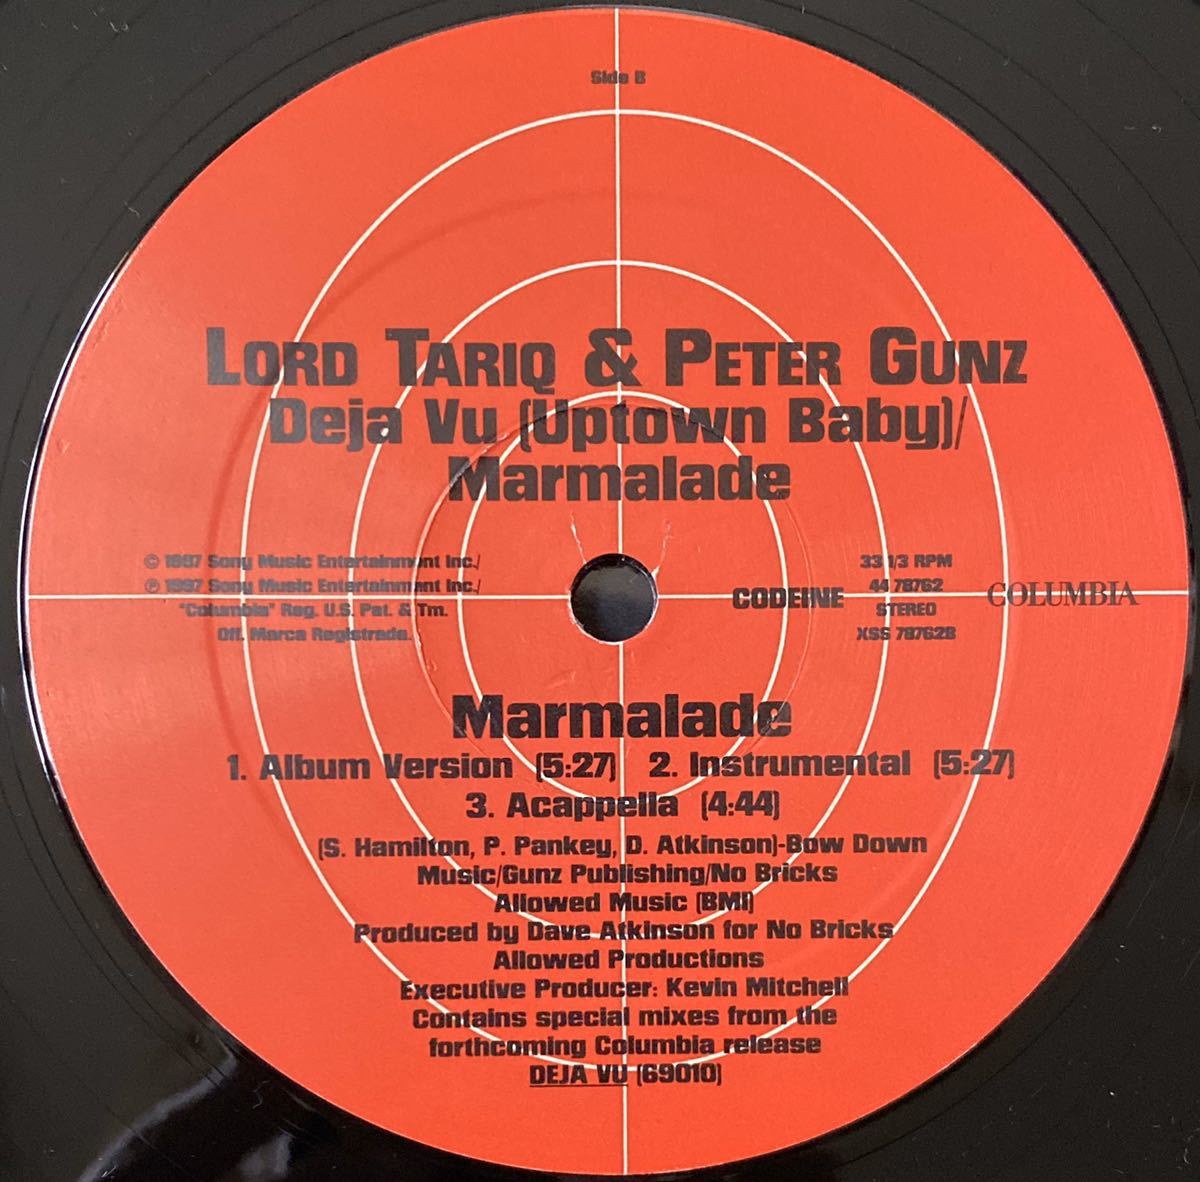 Side B
LORD TARIQ & PETER GUNZ
Deja Vu (Uptown Baby)/
Marmalade
© 1997 Sony Music Entertainment Inc./
℗ 1997 Sony Music Entertainment Inc./
"Columbia" Reg. U.S. Pat. & Tm.
Off. Marca Registrada.
CODEINE
33 1/3 RPM
44 78762
STEREO
XSS 78762B
COLUMBIA
Marmalade
1. Album Version (5:27) 2. Instrumental (5:27)
3. Acappella (4:44)
(S. Hamilton, P. Pankey, D. Atkinson)-Bow Down
Music/Gunz Publishing/No Bricks
Allowed Music (BMI)
Produced by Dave Atkinson for No Bricks
Allowed Productions
Executive Producer: Kevin Mitchell
Contains special mixes from the
forthcoming Columbia release
DEJA VU (69010)